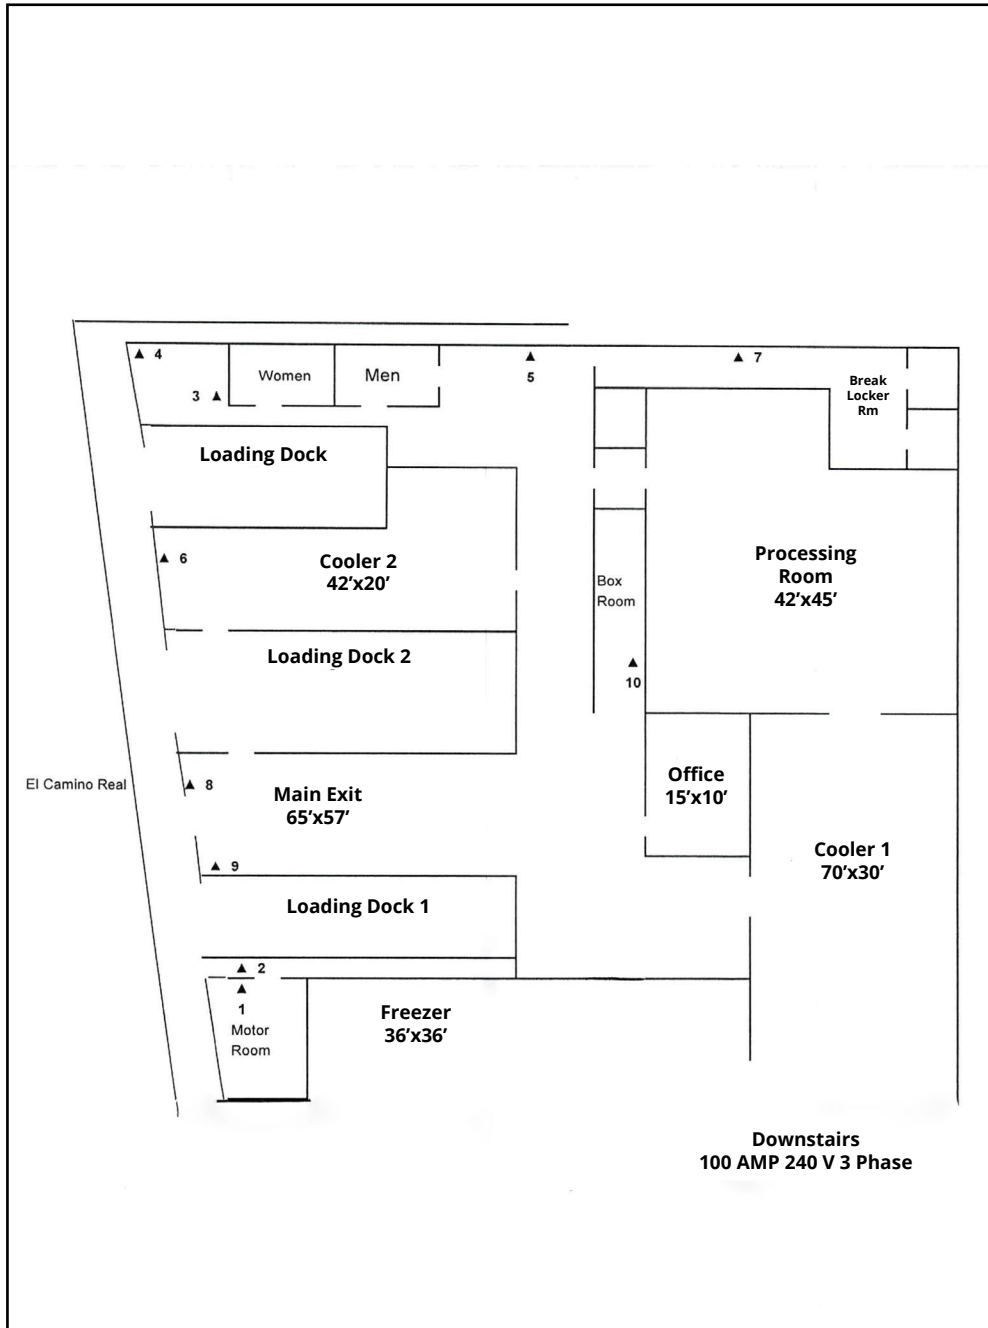 ▲ 4
Women
Men
3 ▲
▲
5
▲ 7
Break
Locker
Rm
Loading Dock
▲ 6
Cooler 2
42’x20’
Processing
Room
42’x45’
Box
Room
Loading Dock 2
▲
10
El Camino Real
▲ 8
Main Exit
65’x57’
Office
15’x10’
Cooler 1
70’x30’
▲ 9
Loading Dock 1
▲ 2
▲
1
Motor
Room
Freezer
36’x36’
Downstairs
100 AMP 240 V 3 Phase